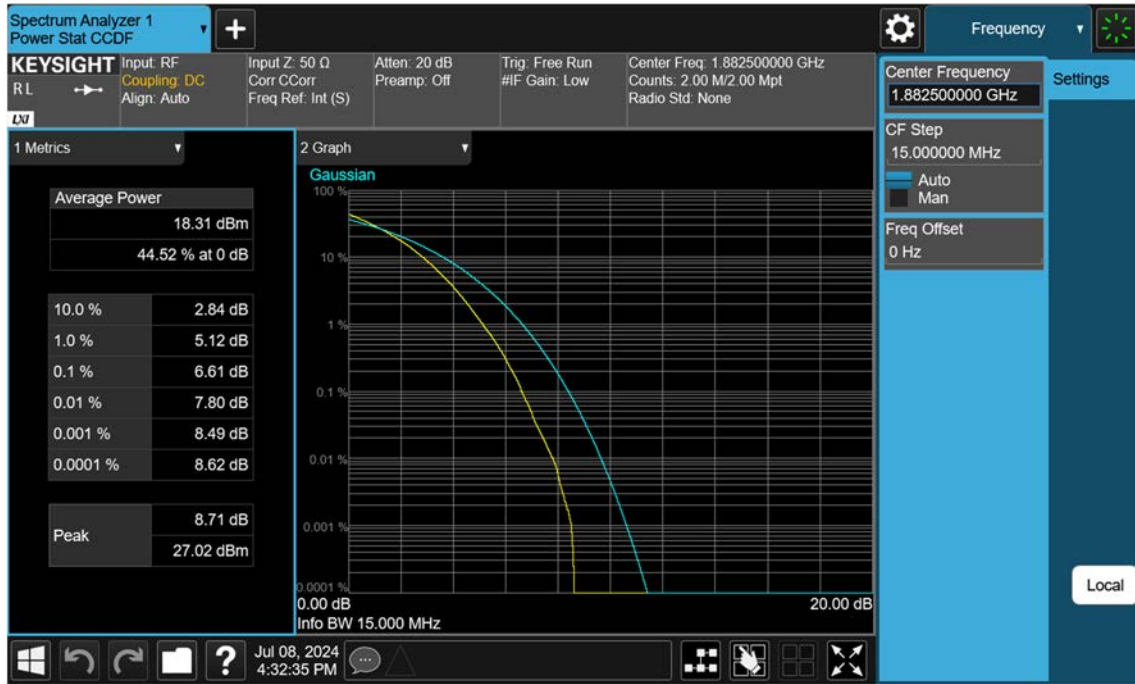 Spectrum Analyzer 1
Power Stat CCDF
+
Frequency
KEYSIGHT
RL
LXI
Input: RF
Coupling: DC
Align: Auto
Input Z: 50 Ω
Corr CCorr
Freq Ref: Int (S)
Atten: 20 dB
Preamp: Off
Trig: Free Run
#IF Gain: Low
Center Freq: 1.882500000 GHz
Counts: 2.00 M/2.00 Mpt
Radio Std: None
Center Frequency
1.882500000 GHz
Settings
CF Step
15.000000 MHz
Auto
Man
Freq Offset
0 Hz
1 Metrics
Average Power
18.31 dBm
44.52 % at 0 dB
10.0 % 2.84 dB
1.0 % 5.12 dB
0.1 % 6.61 dB
0.01 % 7.80 dB
0.001 % 8.49 dB
0.0001 % 8.62 dB
Peak
8.71 dB
27.02 dBm
2 Graph
Gaussian
100 %
10 %
1 %
0.1 %
0.01 %
0.001 %
0.0001 %
0.00 dB 20.00 dB
Info BW 15.000 MHz
Local
?
Jul 08, 2024
4:32:35 PM